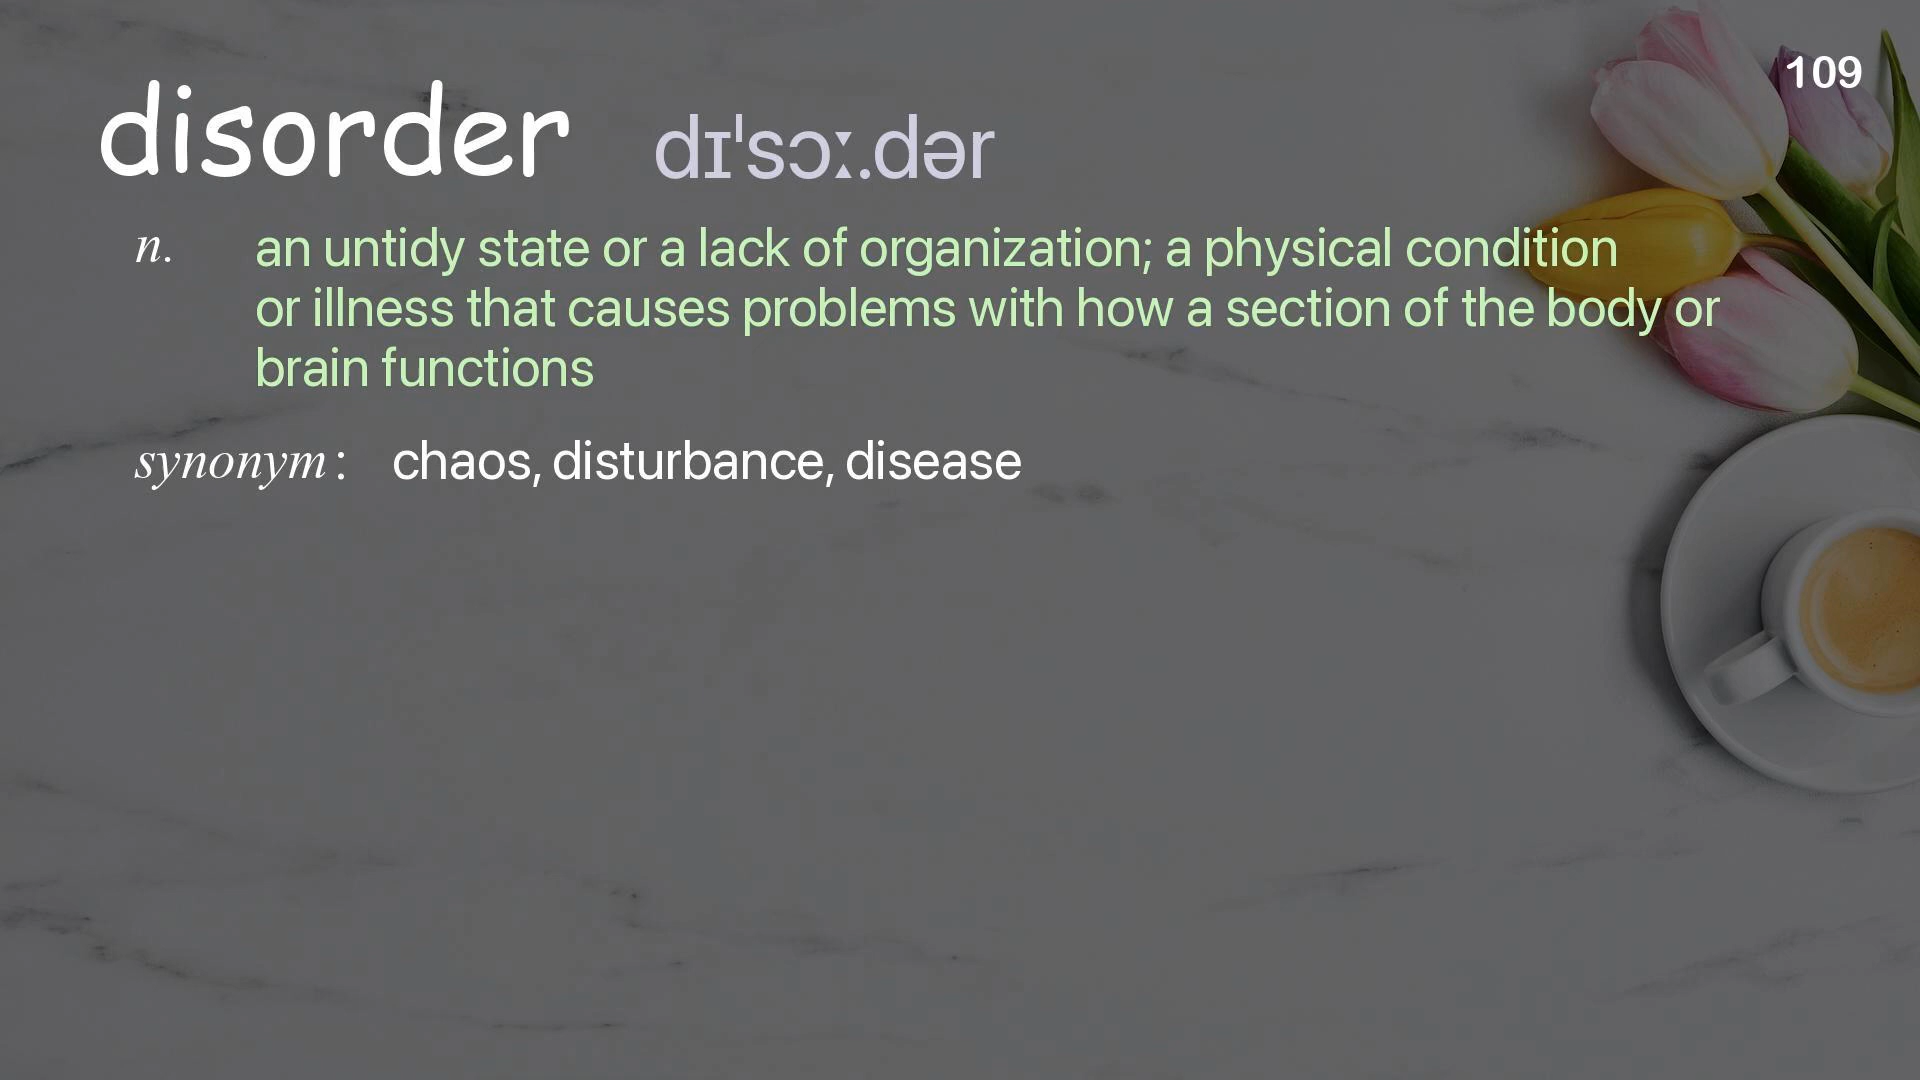 109
disorder dɪˈsɔː.dər
n. an untidy state or a lack of organization; a physical condition
or illness that causes problems with how a section of the body or
brain functions
synonym: chaos, disturbance, disease